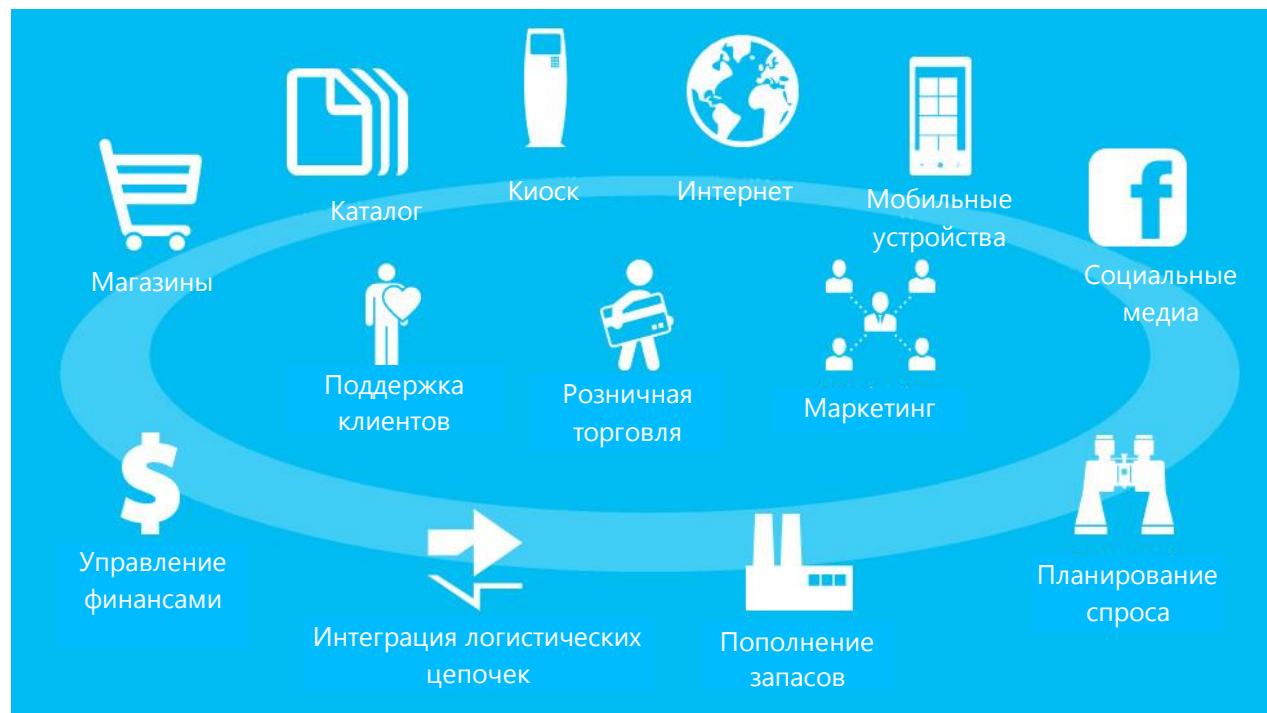 Киоск
Интернет
Каталог
Мобильные
устройства
Магазины
Социальные
медиа
Поддержка
клиентов
Розничная
торговля
Маркетинг
Управление
финансами
Интеграция логистических
цепочек
Пополнение
запасов
Планирование
спроса